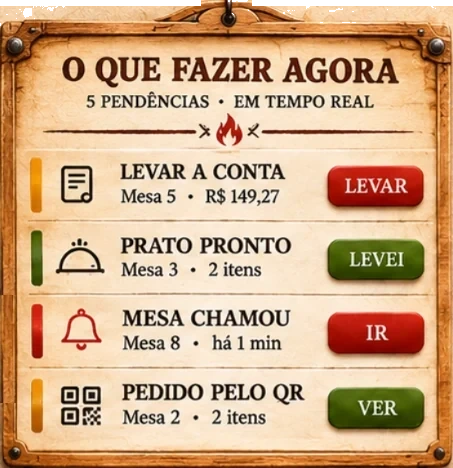 O QUE FAZER AGORA
5 PENDÊNCIAS • EM TEMPO REAL
LEVAR A CONTA
Mesa 5 • R$ 149,27
LEVAR
PRATO PRONTO
Mesa 3 • 2 itens
LEVEI
MESA CHAMOU
Mesa 8 • há 1 min
IR
PEDIDO PELO QR
Mesa 2 • 2 itens
VER